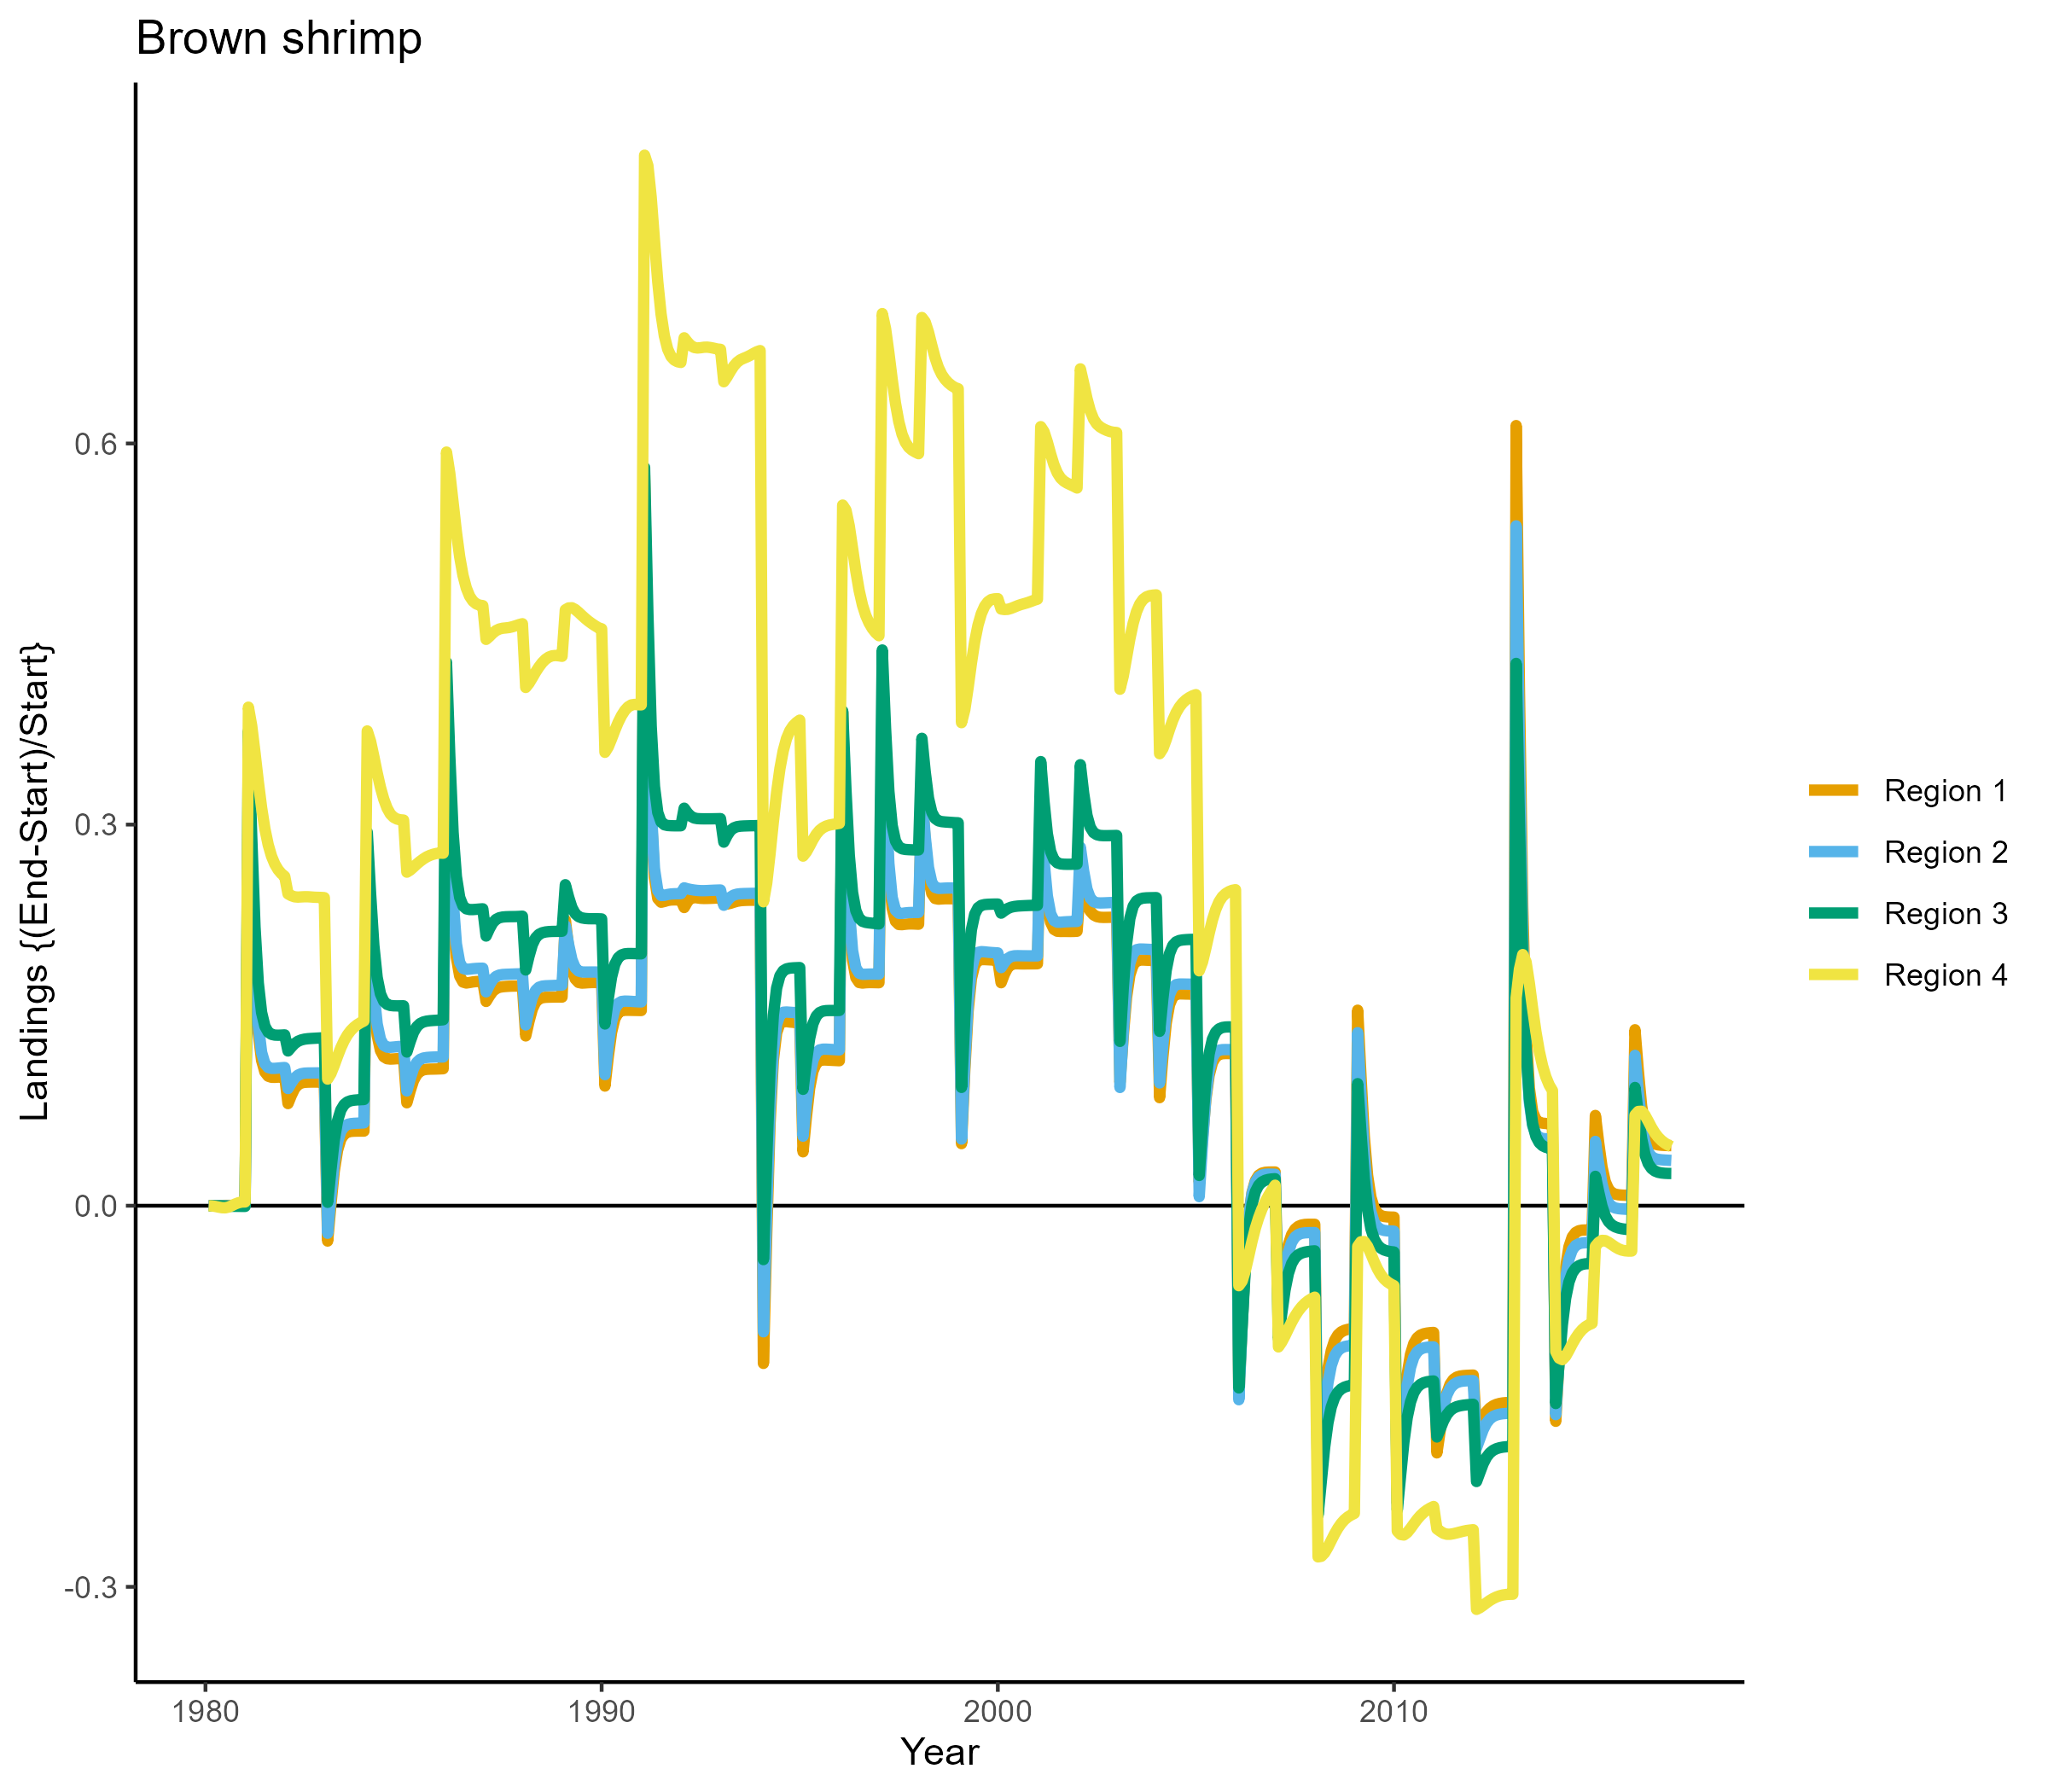 Brown shrimp
Landings {(End-Start)/Start}
0.6
0.3
0.0
-0.3
1980
1990
2000
2010
Year
Region 1
Region 2
Region 3
Region 4